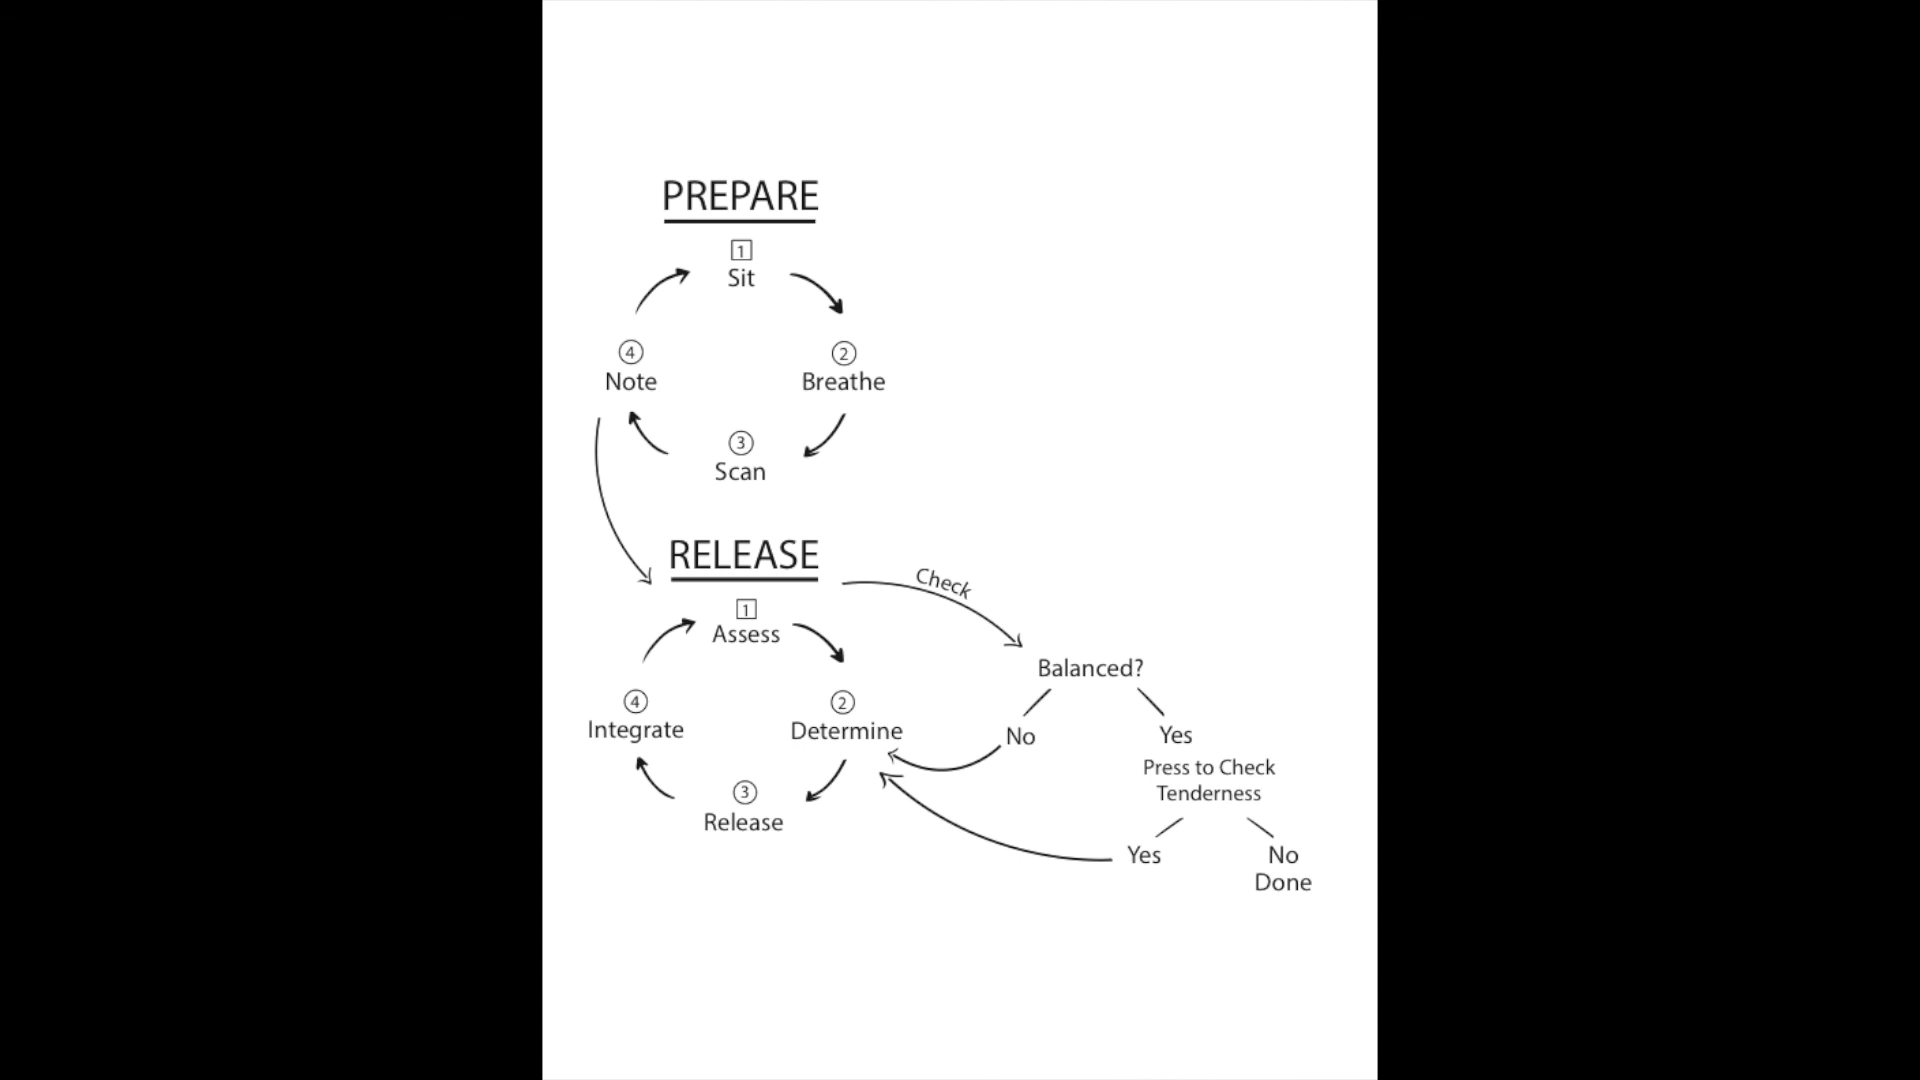 PREPARE
1
Sit
2
Breathe
3
Scan
4
Note
RELEASE
1
Assess
2
Determine
3
Release
4
Integrate
Check
Balanced?
No
Yes
Press to Check
Tenderness
Yes
No
Done